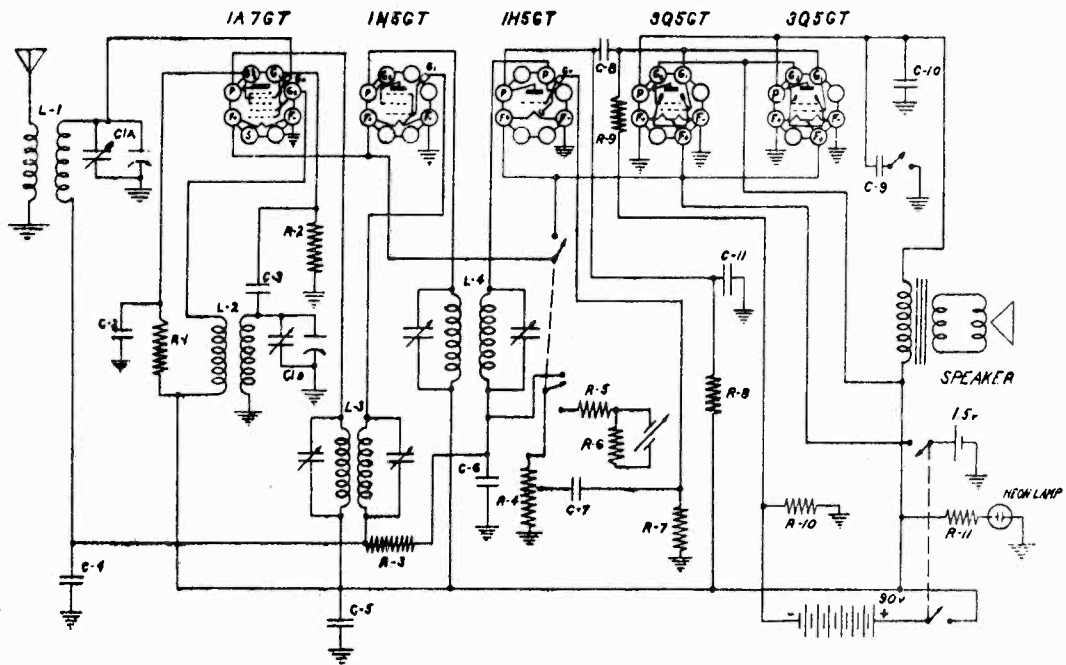 1A7GT 1N5GT 1H5GT 3Q5GT 3Q5GT
L-1
C1A
C-8
R-9
C-10
C-9
R-2
C-3
L-2
R-1
C1B
L-3
L-4
C-11
R-8
R-5
R-6
R-4
C-7
C-6
R-7
R-3
C-4
C-5
SPEAKER
1.5v
NEON LAMP
R-10
R-11
90v
- +